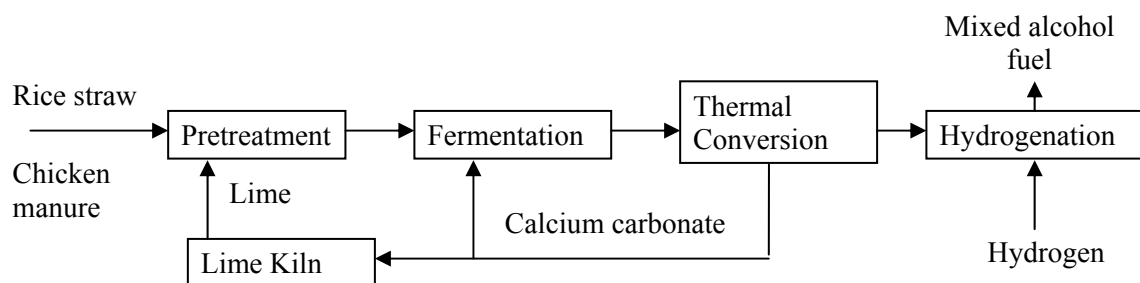 Mixed alcohol
fuel
Rice straw
Pretreatment
Fermentation
Thermal
Conversion
Hydrogenation
Chicken
manure
Lime
Calcium carbonate
Lime Kiln
Hydrogen